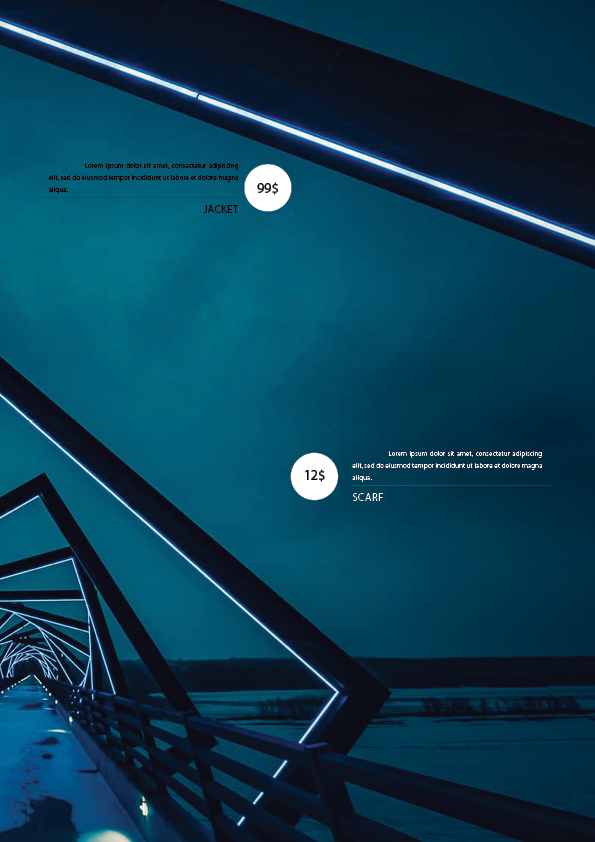 Lorem ipsum dolor sit amet, consectetur adipiscing
elit, sed do eiusmod tempor incididunt ut labore et dolore magna
aliqua.
99$
JACKET
Lorem ipsum dolor sit amet, consectetur adipiscing
elit, sed do eiusmod tempor incididunt ut labore et dolore magna
aliqua.
12$
SCARF